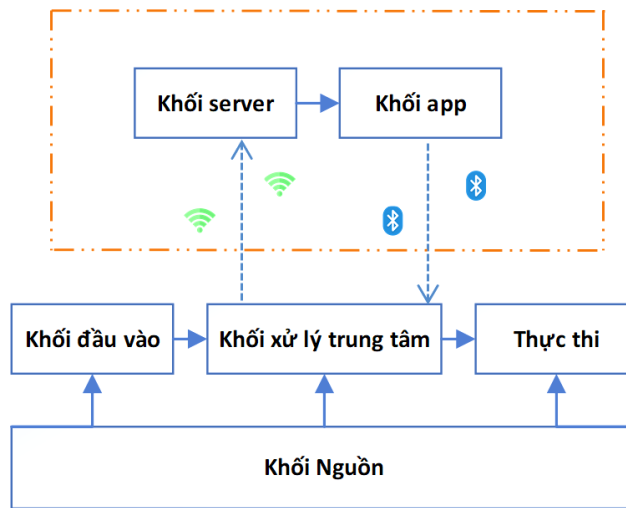 Khối server
Khối app
Khối đầu vào
Khối xử lý trung tâm
Thực thi
Khối Nguồn